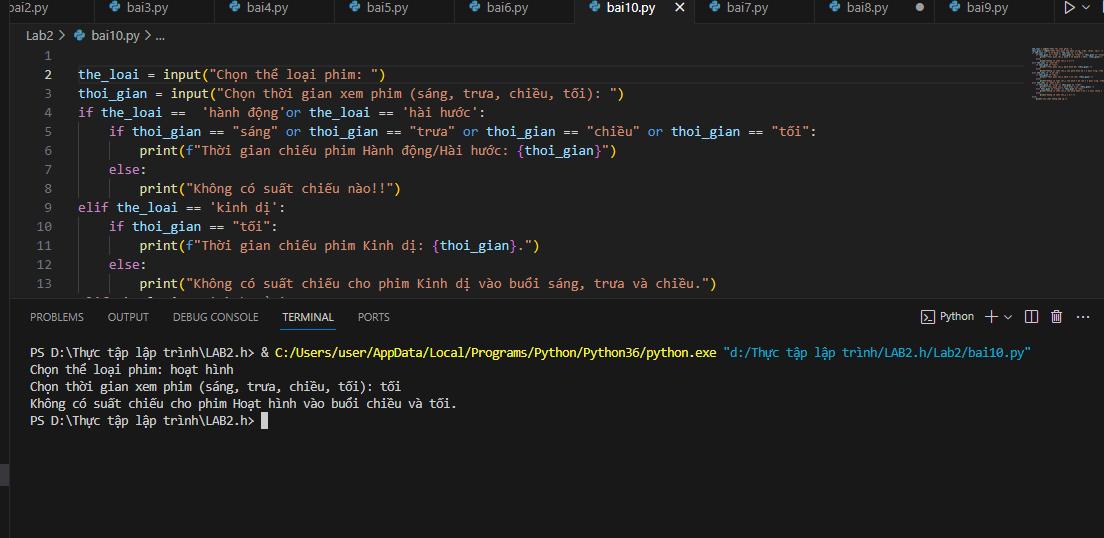 bai2.py bai3.py bai4.py bai5.py bai6.py bai10.py bai7.py bai8.py bai9.py
Lab2 > bai10.py > ...
1
2 the_loai = input("Chọn thể loại phim: ")
3 thoi_gian = input("Chọn thời gian xem phim (sáng, trưa, chiều, tối): ")
4 if the_loai ==  'hành động'or the_loai == 'hài hước':
5 if thoi_gian == "sáng" or thoi_gian == "trưa" or thoi_gian == "chiều" or thoi_gian == "tối":
6 print(f"Thời gian chiếu phim Hành động/Hài hước: {thoi_gian}")
7 else:
8 print("Không có suất chiếu nào!!")
9 elif the_loai == 'kinh dị':
10 if thoi_gian == "tối":
11 print(f"Thời gian chiếu phim Kinh dị: {thoi_gian}.")
12 else:
13 print("Không có suất chiếu cho phim Kinh dị vào buổi sáng, trưa và chiều.")
PROBLEMS OUTPUT DEBUG CONSOLE TERMINAL PORTS Python
PS D:\Thực tập lập trình\LAB2.h> & C:/Users/user/AppData/Local/Programs/Python/Python36/python.exe "d:/Thực tập lập trình/LAB2.h/Lab2/bai10.py"
Chọn thể loại phim: hoạt hình
Chọn thời gian xem phim (sáng, trưa, chiều, tối): tối
Không có suất chiếu cho phim Hoạt hình vào buổi chiều và tối.
PS D:\Thực tập lập trình\LAB2.h>